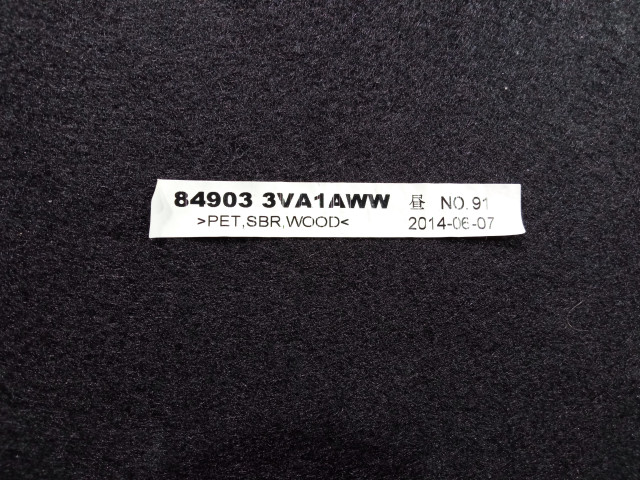 84903 3VA1AWW 昼 NO.91
>PET,SBR,WOOD< 2014-06-07